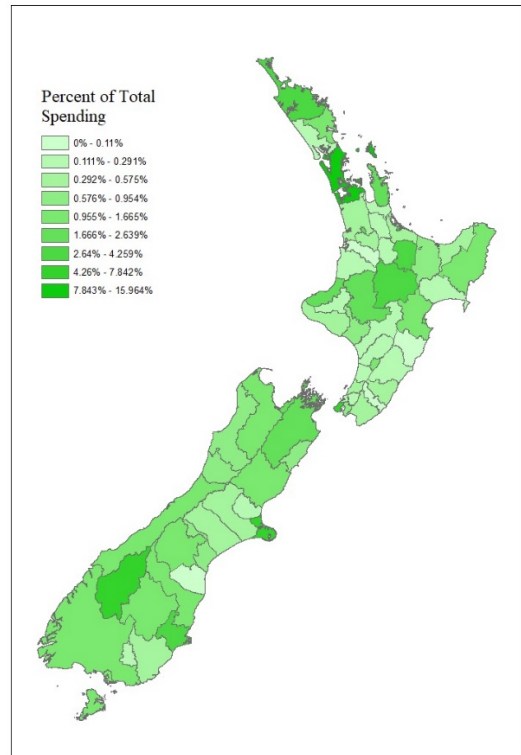 Percent of Total
Spending
0% - 0.11%
0.111% - 0.291%
0.292% - 0.575%
0.576% - 0.954%
0.955% - 1.665%
1.666% - 2.639%
2.64% - 4.259%
4.26% - 7.842%
7.843% - 15.964%